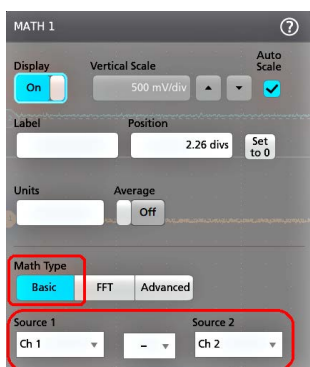 MATH 1 ?
Display Vertical Scale Auto Scale
On 500 mV/div
Label Position
2.26 divs Set to 0
Units Average
Off
Math Type
Basic FFT Advanced
Source 1 Source 2
Ch 1 - Ch 2